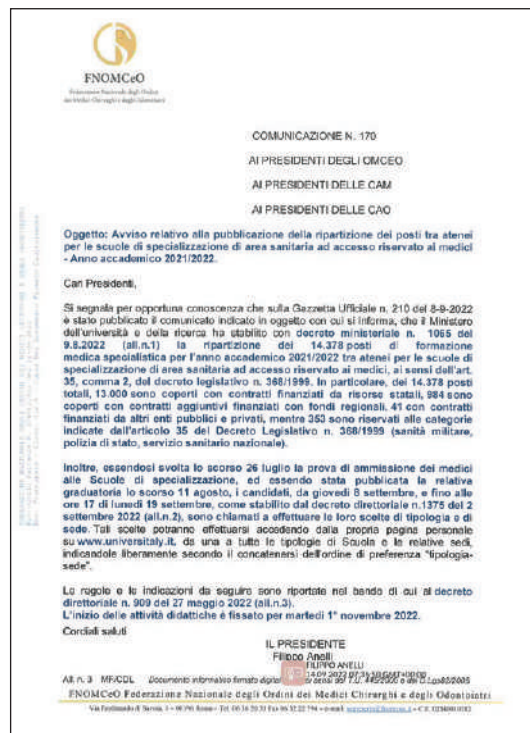 FNOMCeO
Federazione Nazionale degli Ordini
dei Medici Chirurghi e degli Odontoiatri
COMUNICAZIONE N. 170
AI PRESIDENTI DEGLI OMCEO
AI PRESIDENTI DELLE CAM
AI PRESIDENTI DELLE CAO
Oggetto: Avviso relativo alla pubblicazione della ripartizione dei posti tra atenei
per le scuole di specializzazione di area sanitaria ad accesso riservato ai medici
- Anno accademico 2021/2022.
Cari Presidenti,
Si segnala per opportuna conoscenza che sulla Gazzetta Ufficiale n. 210 del 8-9-2022
è stato pubblicato il comunicato indicato in oggetto con cui si informa, che il Ministero
dell'università e della ricerca ha stabilito con decreto ministeriale n. 1065 del
9.8.2022 (all.n.1) la ripartizione dei 14.378 posti di formazione
medica specialistica per l'anno accademico 2021/2022 tra atenei per le scuole di
specializzazione di area sanitaria ad accesso riservato ai medici, ai sensi dell'art.
35, comma 2, del decreto legislativo n. 368/1999. In particolare, dei 14.378 posti
totali, 13.000 sono coperti con contratti finanziati da risorse statali, 984 sono
coperti con contratti aggiuntivi finanziati con fondi regionali, 41 con contratti
finanziati da altri enti pubblici e privati, mentre 353 sono riservati alle categorie
indicate dall'articolo 35 del Decreto Legislativo n. 368/1999 (sanità militare,
polizia di stato, servizio sanitario nazionale).
Inoltre, essendosi svolta lo scorso 26 luglio la prova di ammissione dei medici
alle Scuole di specializzazione, ed essendo stata pubblicata la relativa
graduatoria lo scorso 11 agosto, i candidati, da giovedì 8 settembre, e fino alle
ore 17 di lunedì 19 settembre, come stabilito dal decreto direttoriale n.1375 del 2
settembre 2022 (all.n.2), sono chiamati a effettuare le loro scelte di tipologia e di
sede. Tali scelte potranno effettuarsi accedendo dalla propria pagina personale
su www.universitaly.it, da una a tutte le tipologie di Scuola e le relative sedi,
indicandole liberamente secondo il concatenarsi dell'ordine di preferenza "tipologia-
sede".
Le regole e le indicazioni da seguire sono riportate nel bando di cui al decreto
direttoriale n. 909 del 27 maggio 2022 (all.n.3).
L'inizio delle attività didattiche è fissato per martedì 1° novembre 2022.
Cordiali saluti
IL PRESIDENTE
Filippo Anelli
FILIPPO ANELLI
All. n. 3 MF/CDL Documento informatico firmato
FNOMCeO Federazione Nazionale degli Ordini dei Medici Chirurghi e degli Odontoiatri